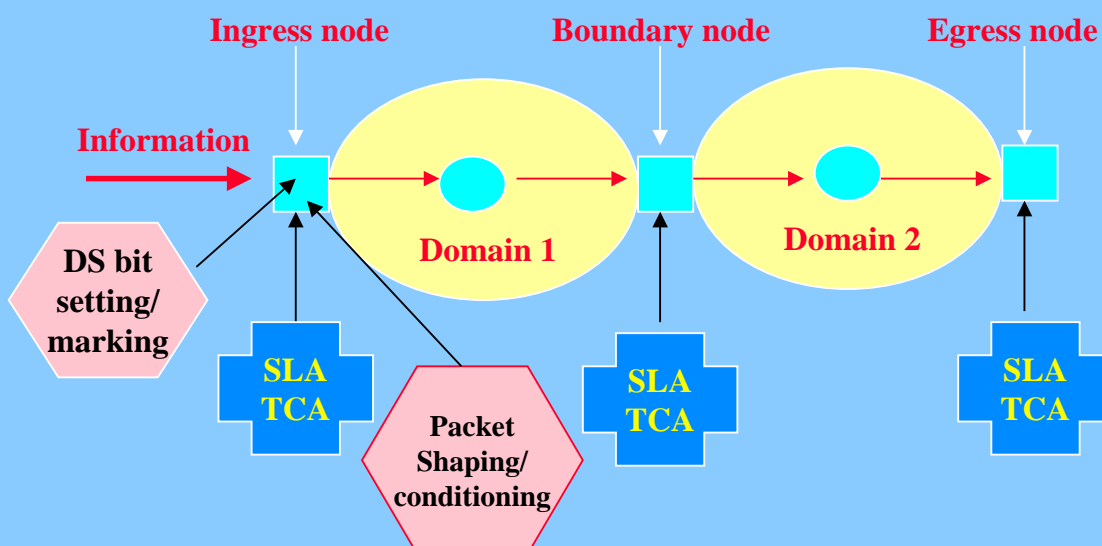 Ingress node
Boundary node
Egress node
Information
Domain 1
Domain 2
DS bit
setting/
marking
SLA
TCA
Packet
Shaping/
conditioning
SLA
TCA
SLA
TCA